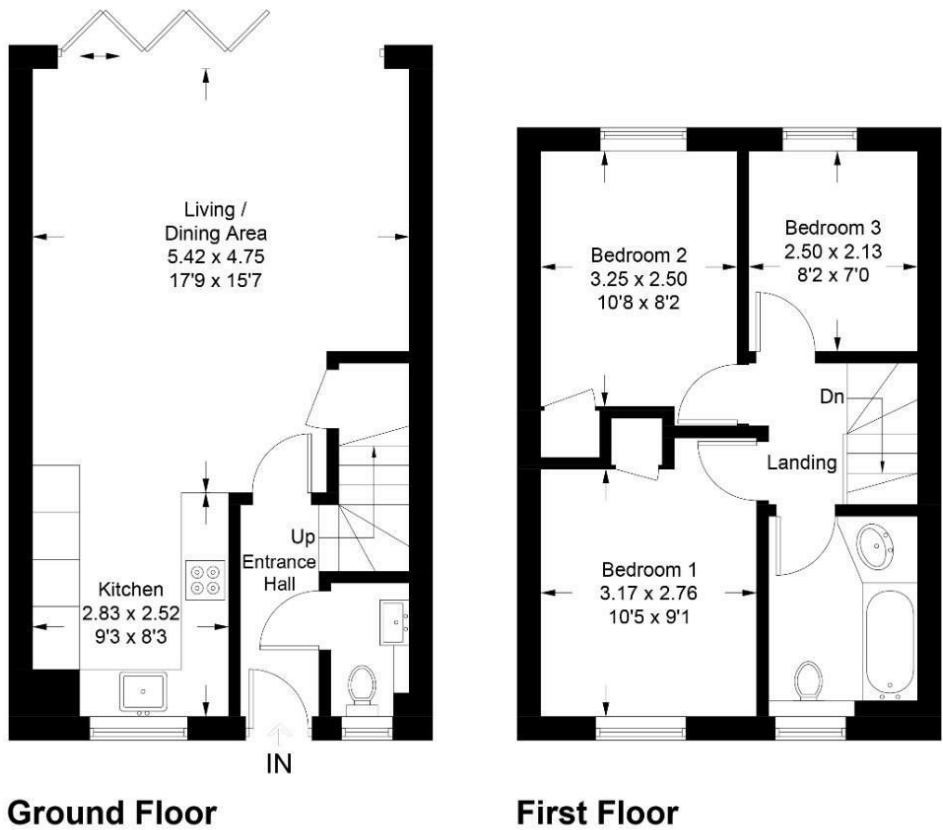 Living /
Dining Area
5.42 x 4.75
17'9 x 15'7
Up
Entrance
Hall
Kitchen
2.83 x 2.52
9'3 x 8'3
IN
Ground Floor
Bedroom 2
3.25 x 2.50
10'8 x 8'2
Bedroom 3
2.50 x 2.13
8'2 x 7'0
Dn
Landing
Bedroom 1
3.17 x 2.76
10'5 x 9'1
First Floor